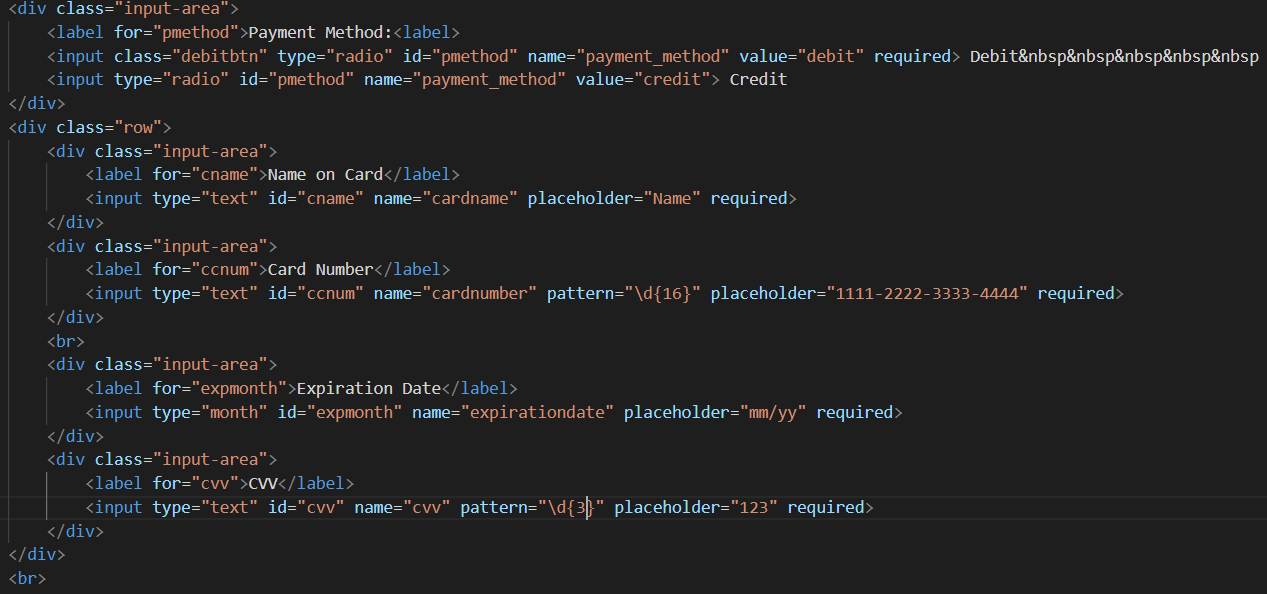 <div class="input-area">
    <label for="pmethod">Payment Method:<label>
    <input class="debitbtn" type="radio" id="pmethod" name="payment_method" value="debit" required> Debit&nbsp&nbsp&nbsp&nbsp&nbsp
    <input type="radio" id="pmethod" name="payment_method" value="credit"> Credit
</div>
<div class="row">
    <div class="input-area">
        <label for="cname">Name on Card</label>
        <input type="text" id="cname" name="cardname" placeholder="Name" required>
    </div>
    <div class="input-area">
        <label for="ccnum">Card Number</label>
        <input type="text" id="ccnum" name="cardnumber" pattern="\d{16}" placeholder="1111-2222-3333-4444" required>
    </div>
    <br>
    <div class="input-area">
        <label for="expmonth">Expiration Date</label>
        <input type="month" id="expmonth" name="expirationdate" placeholder="mm/yy" required>
    </div>
    <div class="input-area">
        <label for="cvv">CVV</label>
        <input type="text" id="cvv" name="cvv" pattern="\d{3}" placeholder="123" required>
    </div>
</div>
<br>